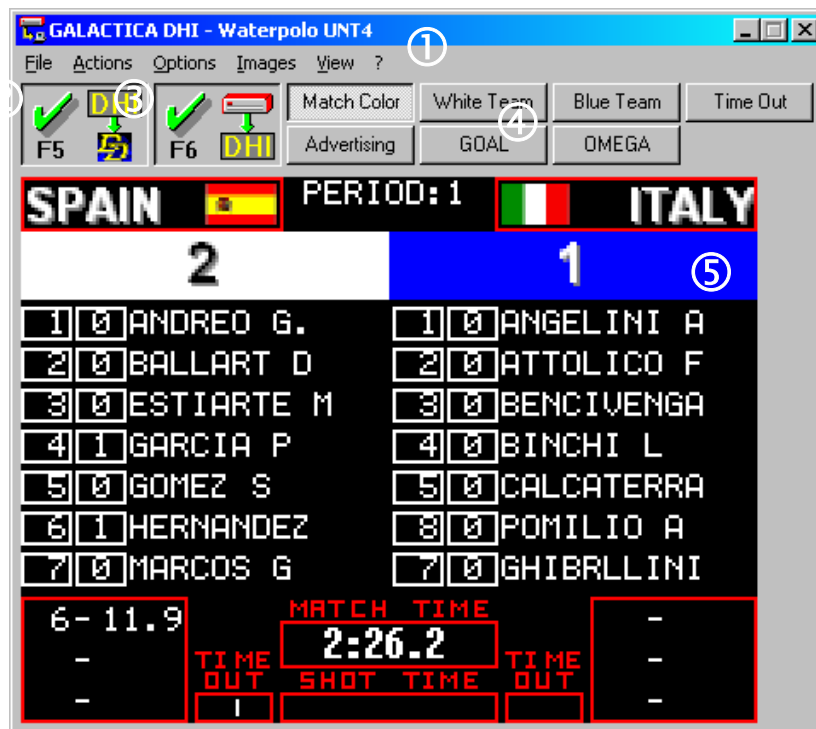 GALACTICA DHI - Waterpolo UNT4
①
File Actions Options Images View ?
③ ④
DHI Match Color White Team Blue Team Time Out
F5 F6 DHI Advertising GOAL OMEGA
SPAIN PERIOD:1 ITALY
2 1 ⑤
1 0 ANDREO G. 1 0 ANGELINI A
2 0 BALLART D 2 0 ATTOLICO F
3 0 ESTIARTE M 3 0 BENCIVENGA
4 1 GARCIA P 4 0 BINCHI L
5 0 GOMEZ S 5 0 CALCATERRA
6 1 HERNANDEZ 8 0 POMILIO A
7 0 MARCOS G 7 0 GHIBRLLINI
6- 11.9 MATCH TIME -
2:26.2
- TIME OUT SHOT TIME TIME OUT -
- I -